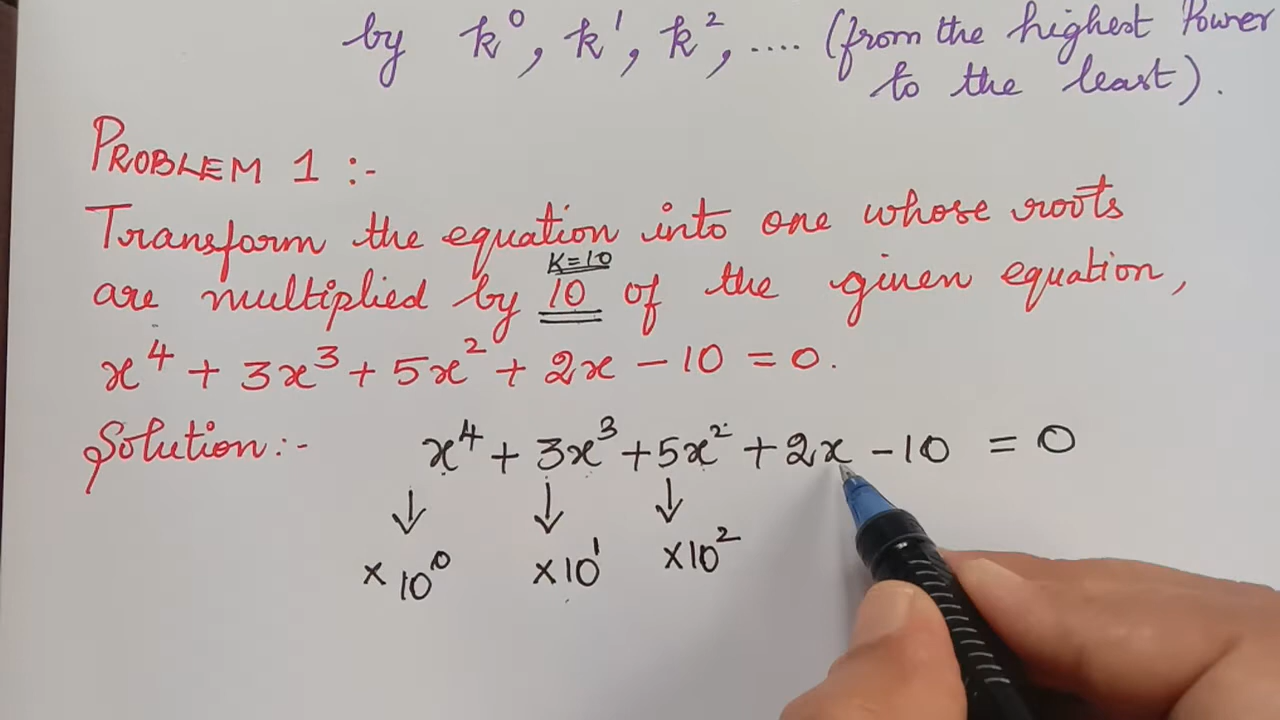 by k⁰, k¹, k², .... (from the highest Power
to the least).
PROBLEM 1 :-
Transform the equation into one whose roots
K=10
are multiplied by 10 of the given equation,
x⁴ + 3x³ + 5x² + 2x - 10 = 0.
Solution:- x⁴ + 3x³ + 5x² + 2x - 10 = 0
↓ ↓ ↓
×10⁰ ×10¹ ×10²